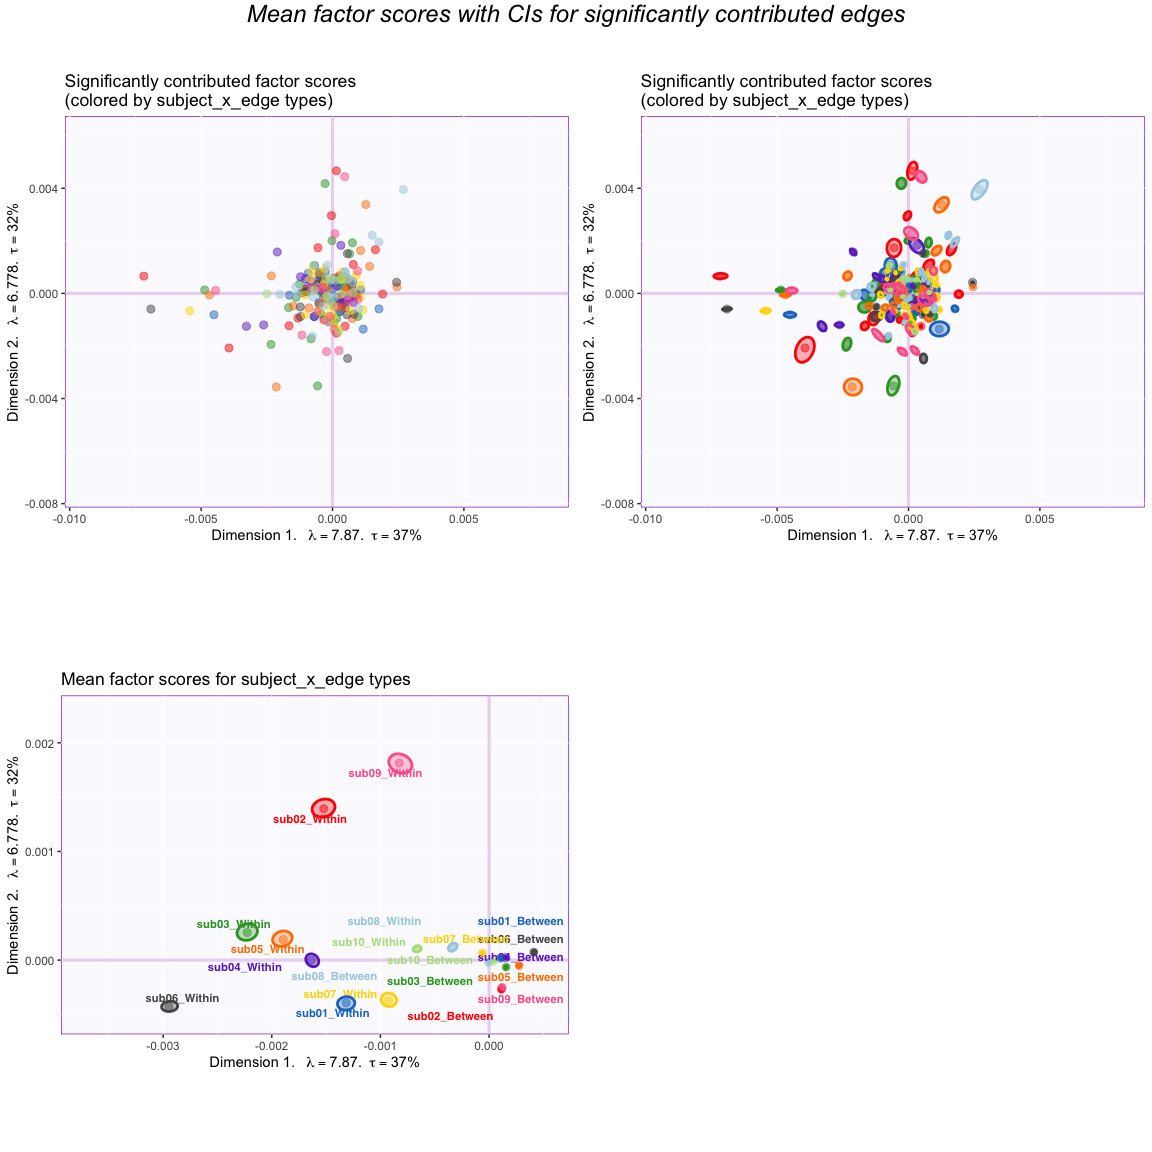 Mean factor scores with CIs for significantly contributed edges
Significantly contributed factor scores
(colored by subject_x_edge types)
0.004
0.000
-0.004
-0.008
-0.010
-0.005
0.000
0.005
Dimension 1. λ = 7.87. τ = 37%
Dimension 2. λ = 6.778. τ = 32%
Significantly contributed factor scores
(colored by subject_x_edge types)
0.004
0.000
-0.004
-0.008
-0.010
-0.005
0.000
0.005
Dimension 1. λ = 7.87. τ = 37%
Dimension 2. λ = 6.778. τ = 32%
Mean factor scores for subject_x_edge types
0.002
0.001
0.000
sub09_Within
sub02_Within
sub03_Within
sub08_Within
sub01_Between
sub05_Within
sub10_Within
sub07_Between
sub06_Between
sub04_Within
sub10_Between
sub04_Between
sub08_Between
sub03_Between
sub05_Between
sub06_Within
sub07_Within
sub09_Between
sub01_Within
sub02_Between
-0.003
-0.002
-0.001
0.000
Dimension 1. λ = 7.87. τ = 37%
Dimension 2. λ = 6.778. τ = 32%